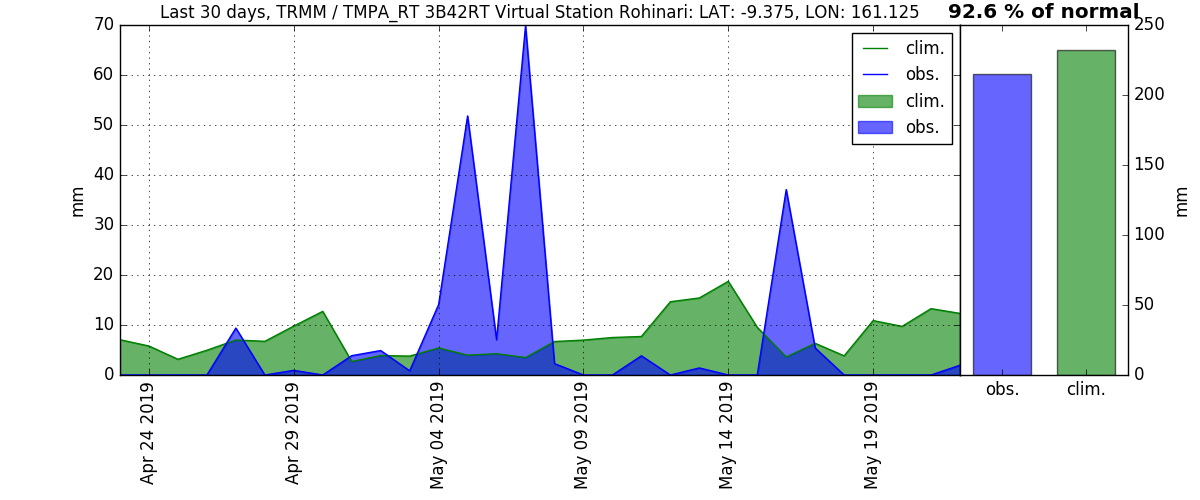 Last 30 days, TRMM / TMPA_RT 3B42RT Virtual Station Rohinari: LAT: -9.375, LON: 161.125
92.6 % of normal
mm
70
60
50
40
30
20
10
0
clim.
obs.
clim.
obs.
Apr 24 2019
Apr 29 2019
May 04 2019
May 09 2019
May 14 2019
May 19 2019
250
200
150
100
50
0
mm
obs.
clim.